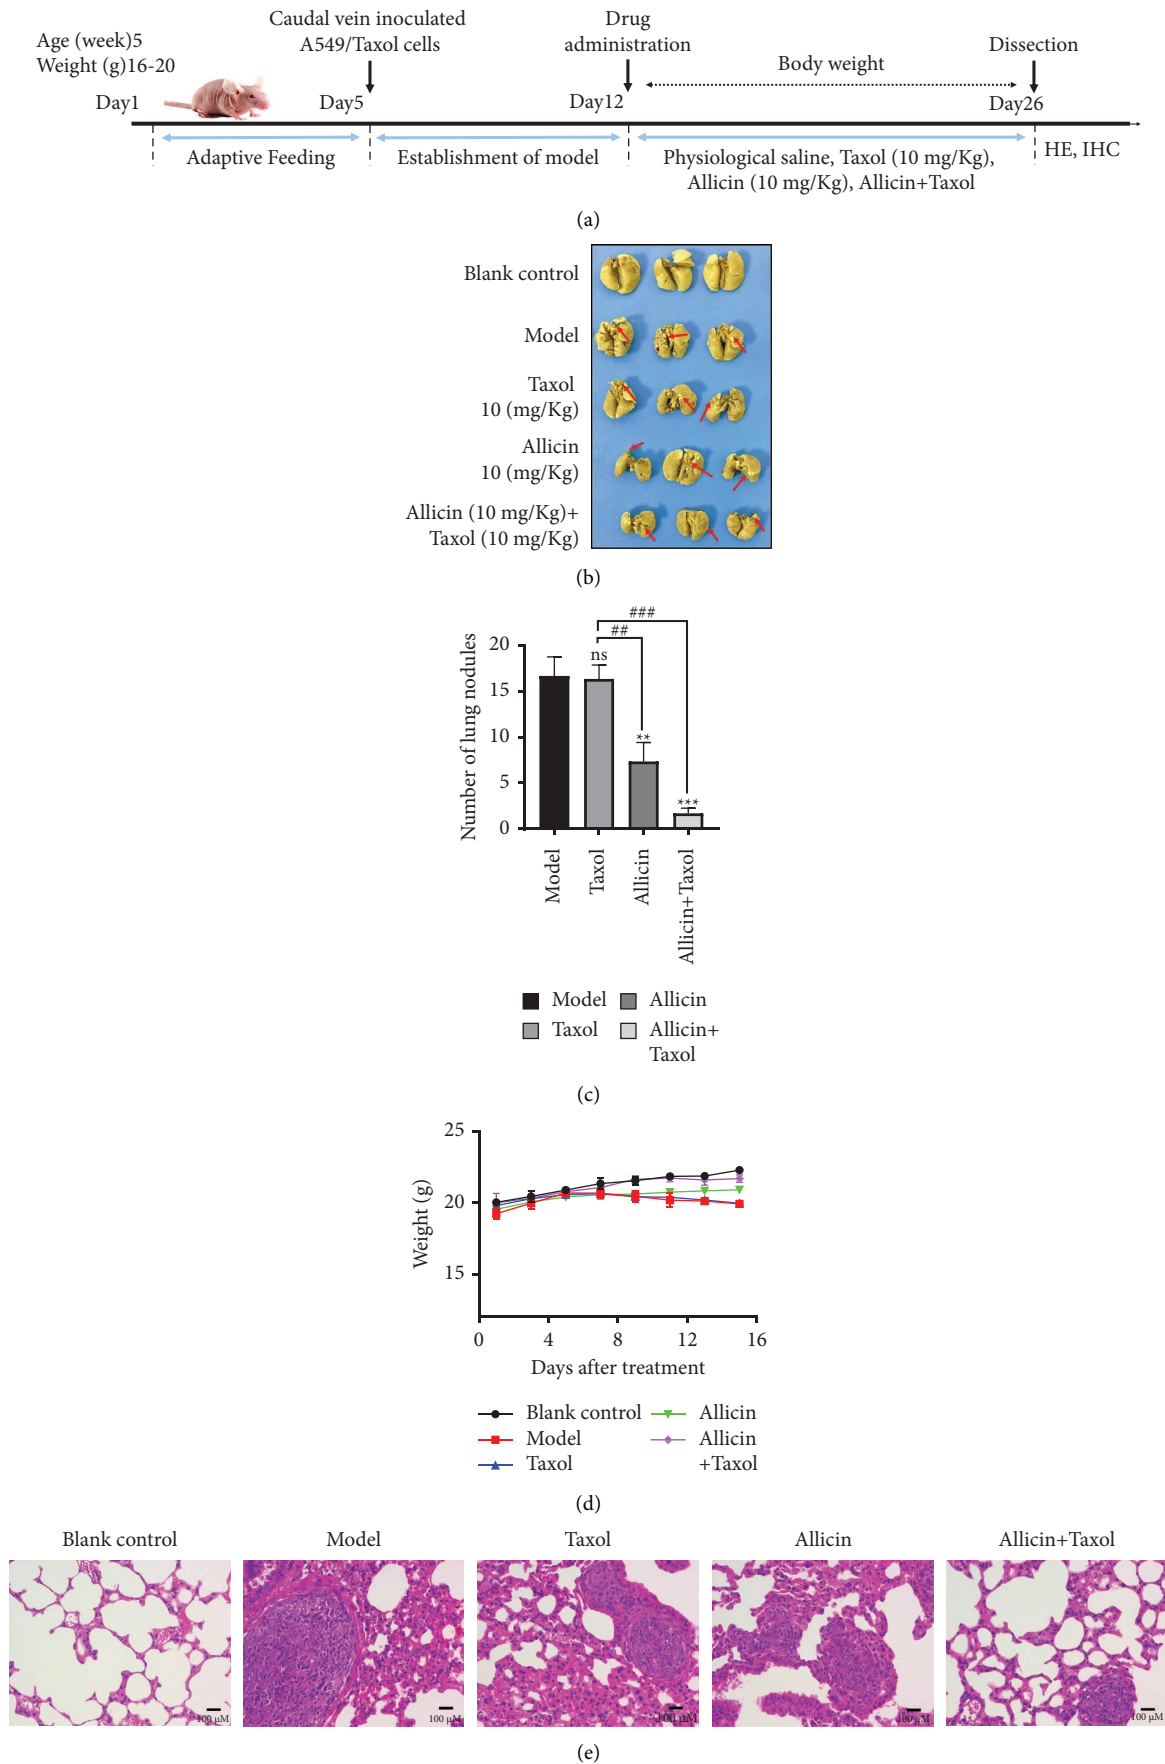 Age (week)5
Weight (g)16-20
Caudal vein inoculated
A549/Taxol cells
Drug
administration
Dissection
Body weight
Day1
Day5
Day12
Day26
Adaptive Feeding
Establishment of model
Physiological saline, Taxol (10 mg/Kg),
Allicin (10 mg/Kg), Allicin+Taxol
HE, IHC
(a)
Blank control
Model
Taxol
10 (mg/Kg)
Allicin
10 (mg/Kg)
Allicin (10 mg/Kg)+
Taxol (10 mg/Kg)
(b)
Number of lung nodules
20
15
10
5
0
###
##
ns
**
***
Model
Taxol
Allicin
Allicin+Taxol
Model
Allicin
Taxol
Allicin+
Taxol
(c)
Weight (g)
25
20
15
0
4
8
12
16
Days after treatment
Blank control
Allicin
Model
Allicin
+Taxol
Taxol
(d)
Blank control
Model
Taxol
Allicin
Allicin+Taxol
100 μM
100 μM
100 μM
100 μM
100 μM
(e)